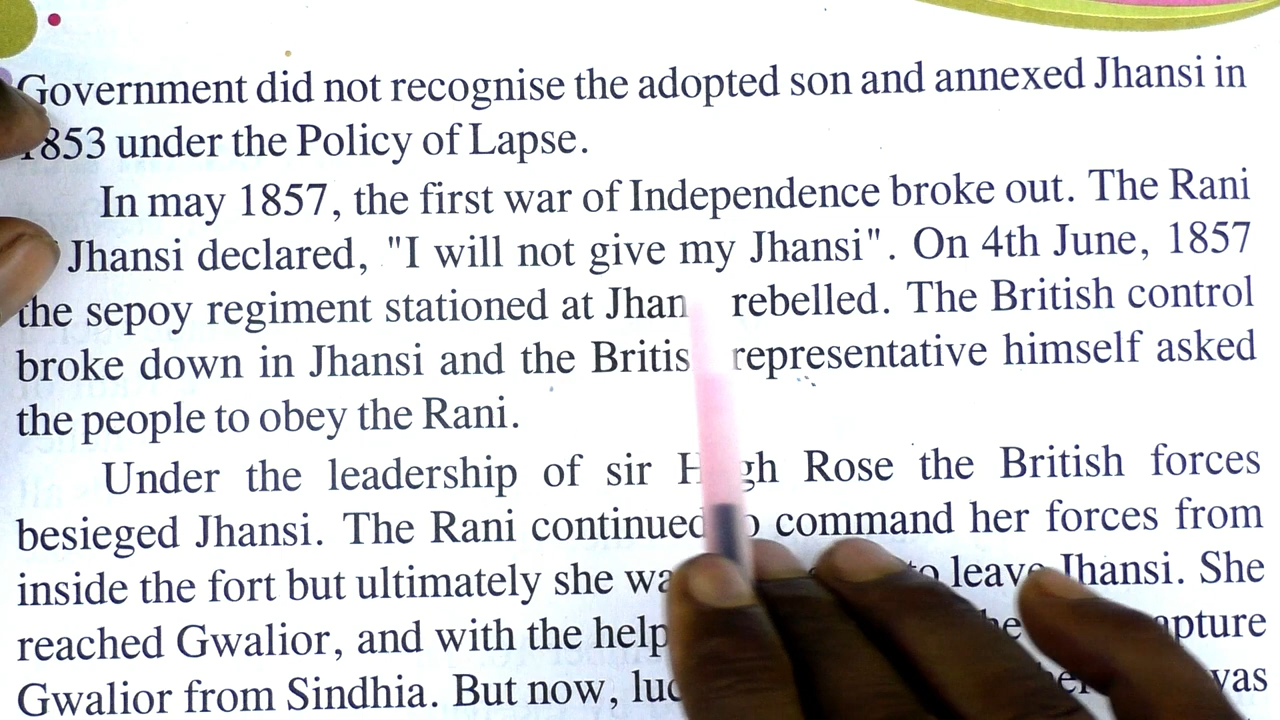 Government did not recognise the adopted son and annexed Jhansi in
1853 under the Policy of Lapse.
In may 1857, the first war of Independence broke out. The Rani
Jhansi declared, "I will not give my Jhansi". On 4th June, 1857
the sepoy regiment stationed at Jhan rebelled. The British control
broke down in Jhansi and the Britis representative himself asked
the people to obey the Rani.
Under the leadership of sir Hugh Rose the British forces
besieged Jhansi. The Rani continued to command her forces from
inside the fort but ultimately she to leave Jhansi. She
reached Gwalior, and with the help
Gwalior from Sindhia. But now,